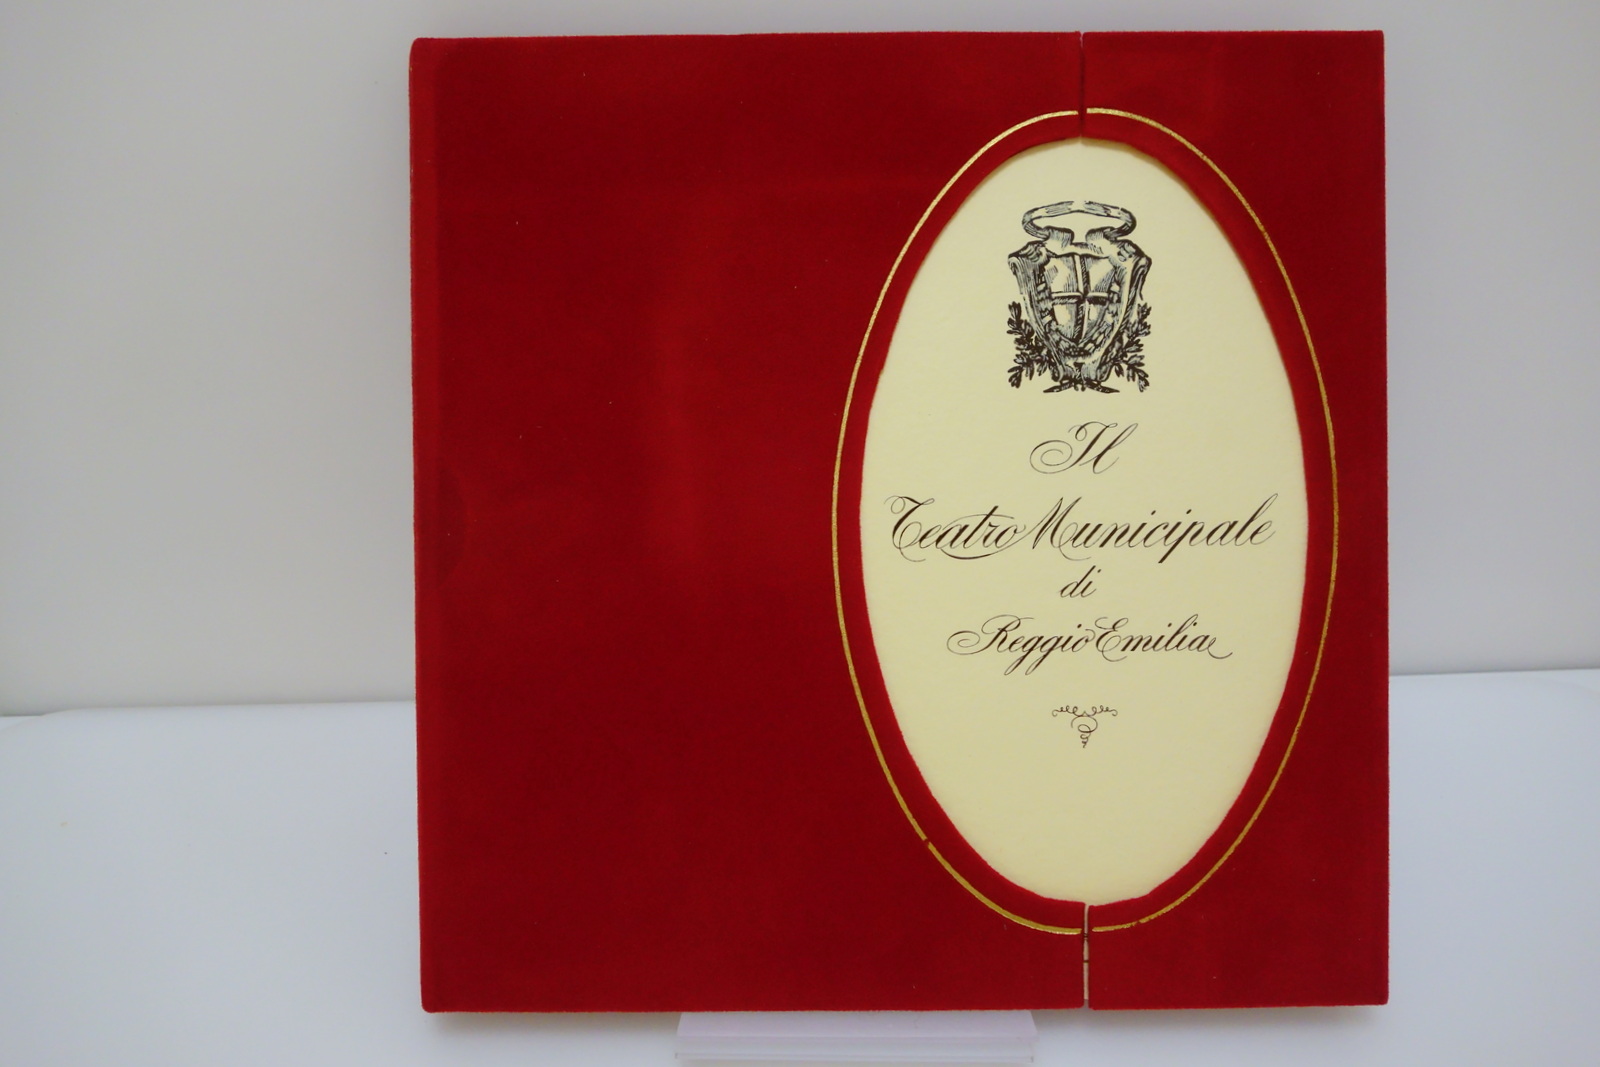 Il
Teatro Municipale
di
Reggio Emilia